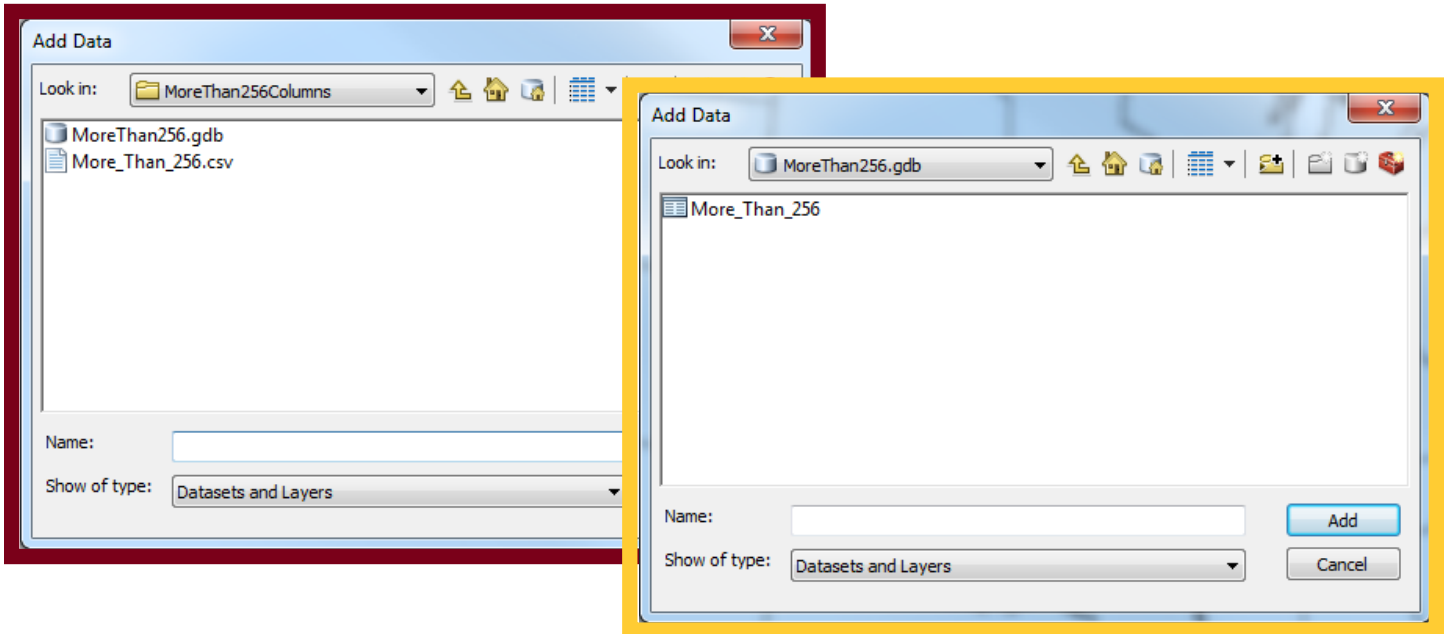 Add Data
Look in: MoreThan256Columns
MoreThan256.gdb
More_Than_256.csv
Name:
Show of type: Datasets and Layers
Add Data
Look in: MoreThan256.gdb
More_Than_256
Name:
Add
Show of type: Datasets and Layers
Cancel